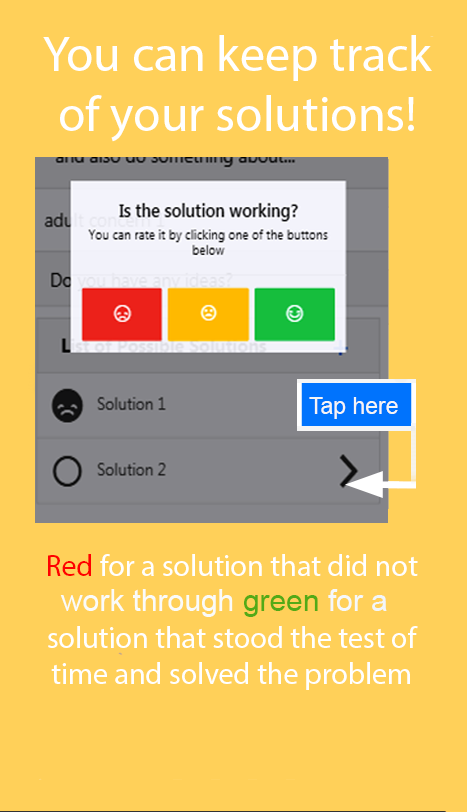 You can keep track
of your solutions!
and also do something about...
Is the solution working?
You can rate it by clicking one of the buttons
below
adult concern
Do you have any ideas?
List of Possible Solutions
Solution 1
Tap here
Solution 2
Red for a solution that did not
work through green for a
solution that stood the test of
time and solved the problem